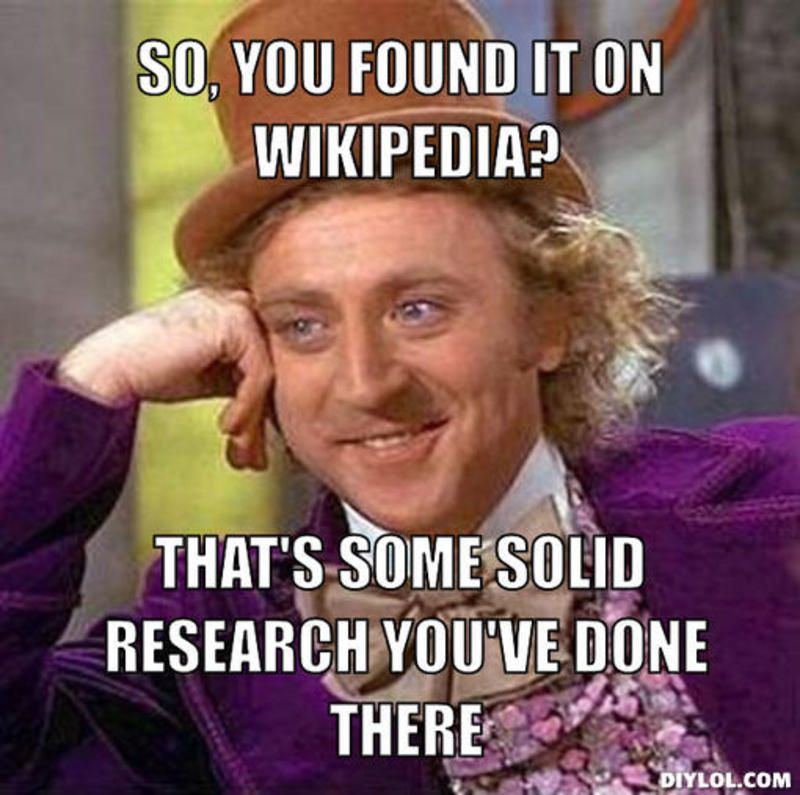 SO, YOU FOUND IT ON
WIKIPEDIA?
THAT'S SOME SOLID
RESEARCH YOU'VE DONE
THERE
DIYLOL.COM